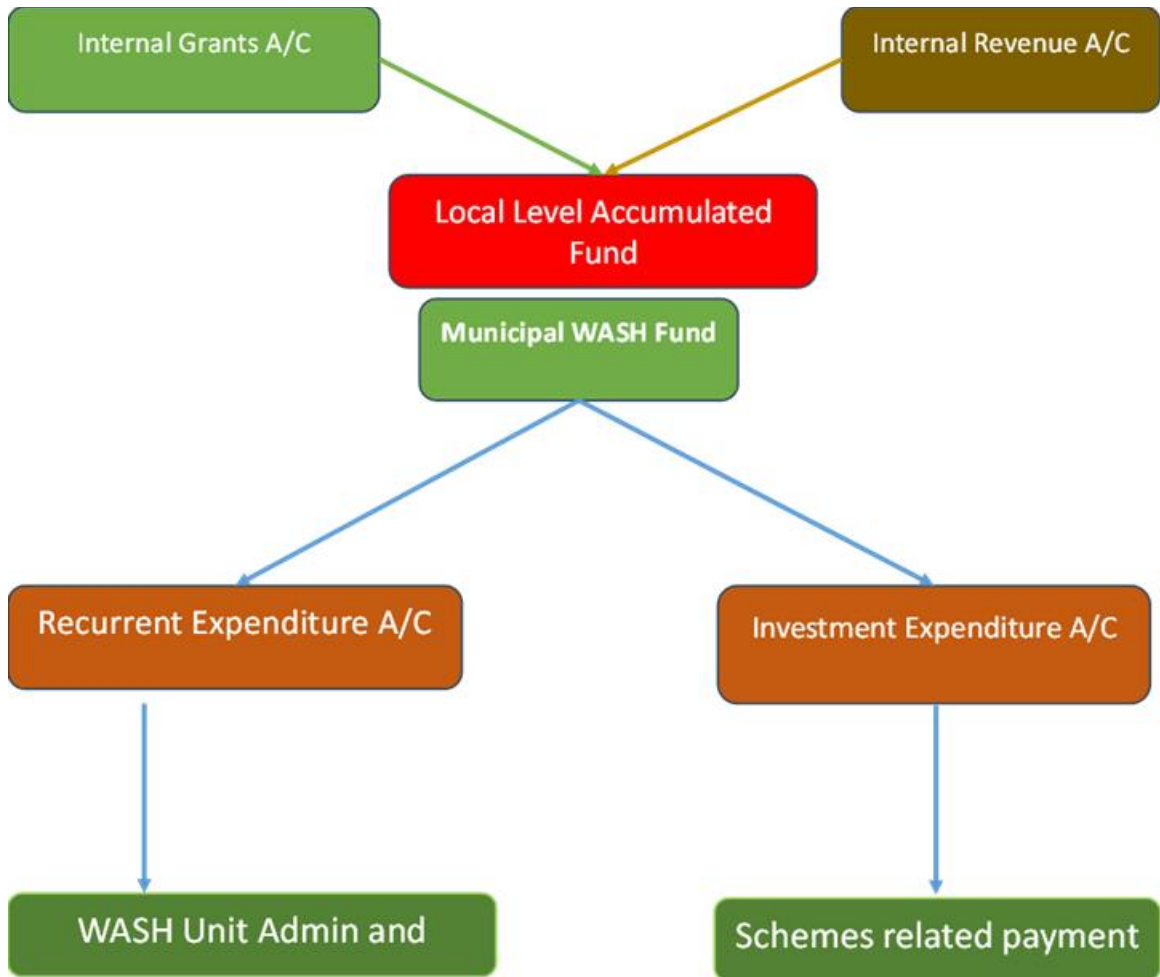 Internal Grants A/C
Internal Revenue A/C
Local Level Accumulated
Fund
Municipal WASH Fund
Recurrent Expenditure A/C
Investment Expenditure A/C
WASH Unit Admin and
Schemes related payment